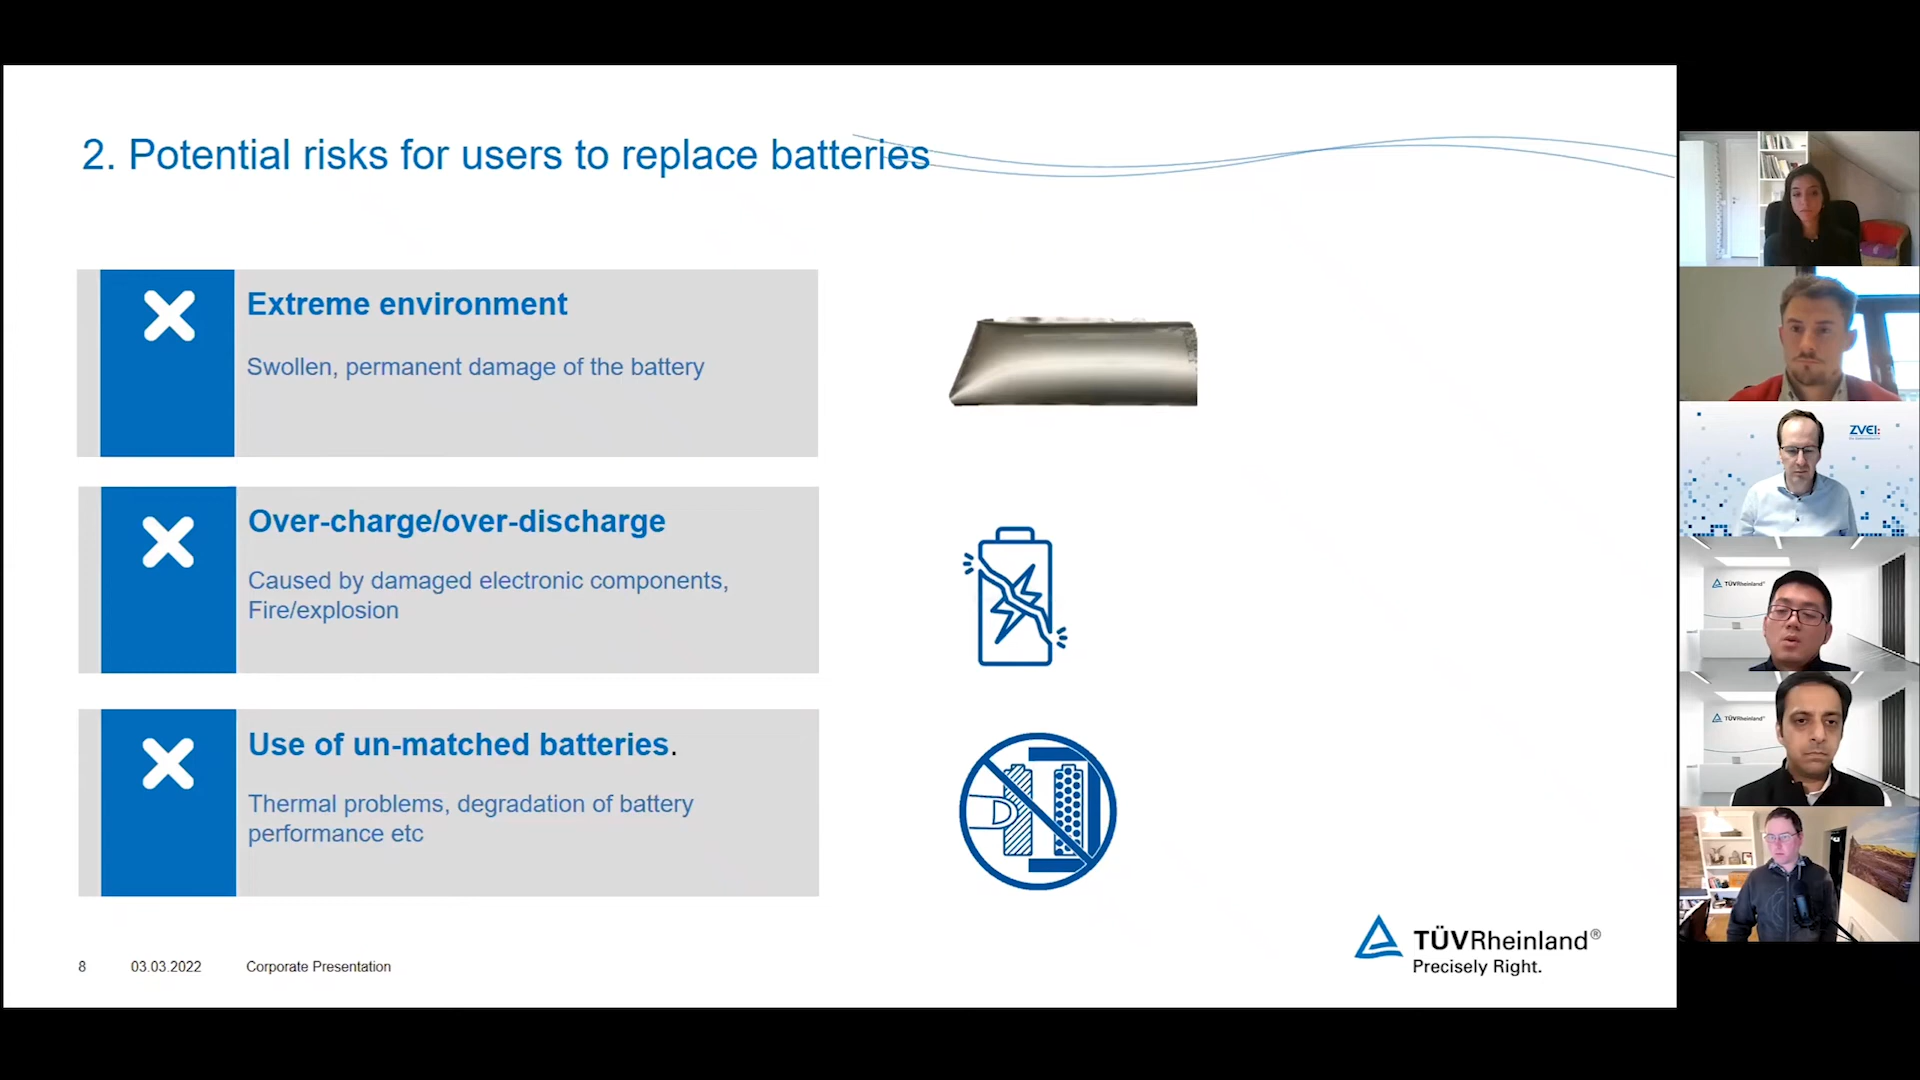 2. Potential risks for users to replace batteries
Extreme environment
Swollen, permanent damage of the battery
Over-charge/over-discharge
Caused by damaged electronic components,
Fire/explosion
Use of un-matched batteries.
Thermal problems, degradation of battery
performance etc
8 03.03.2022 Corporate Presentation
TÜVRheinland®
Precisely Right.
ZVEI:
TÜVRheinland®
TÜVRheinland®